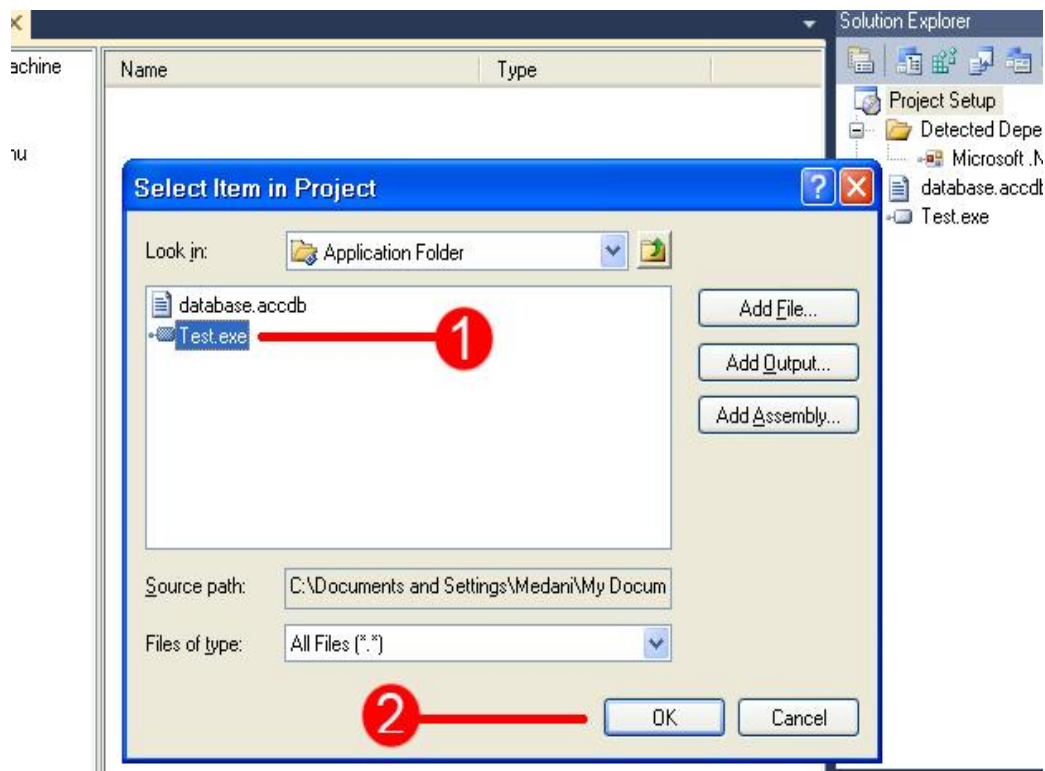 Solution Explorer
achine
Name
Type
nu
Project Setup
Detected Depe
Microsoft .N
database.accdb
Test.exe
Select Item in Project
Look in:
Application Folder
database.accdb
Test.exe
1
Add File...
Add Output...
Add Assembly...
Source path:
C:\Documents and Settings\Medani\My Docum
Files of type:
All Files (*.*)
2
OK
Cancel